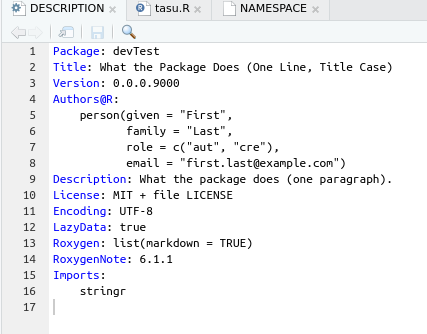 DESCRIPTION
tasu.R
NAMESPACE
1 Package: devTest
2 Title: What the Package Does (One Line, Title Case)
3 Version: 0.0.0.9000
4 Authors@R:
5     person(given = "First",
6            family = "Last",
7            role = c("aut", "cre"),
8            email = "first.last@example.com")
9 Description: What the package does (one paragraph).
10 License: MIT + file LICENSE
11 Encoding: UTF-8
12 LazyData: true
13 Roxygen: list(markdown = TRUE)
14 RoxygenNote: 6.1.1
15 Imports:
16     stringr
17